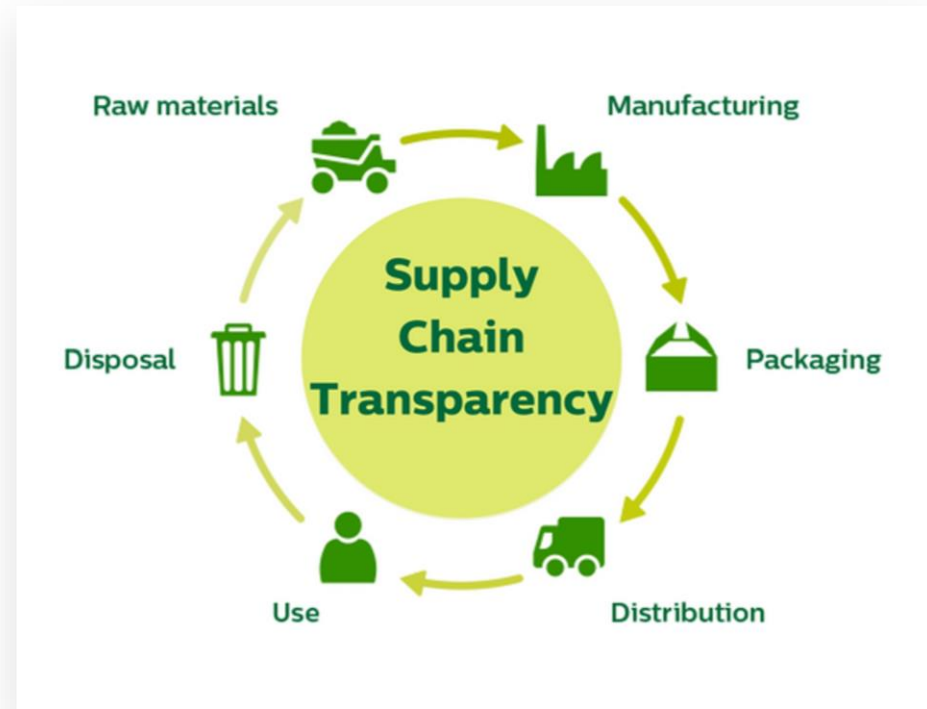 Raw materials
Manufacturing
Supply
Chain
Transparency
Disposal
Packaging
Use
Distribution